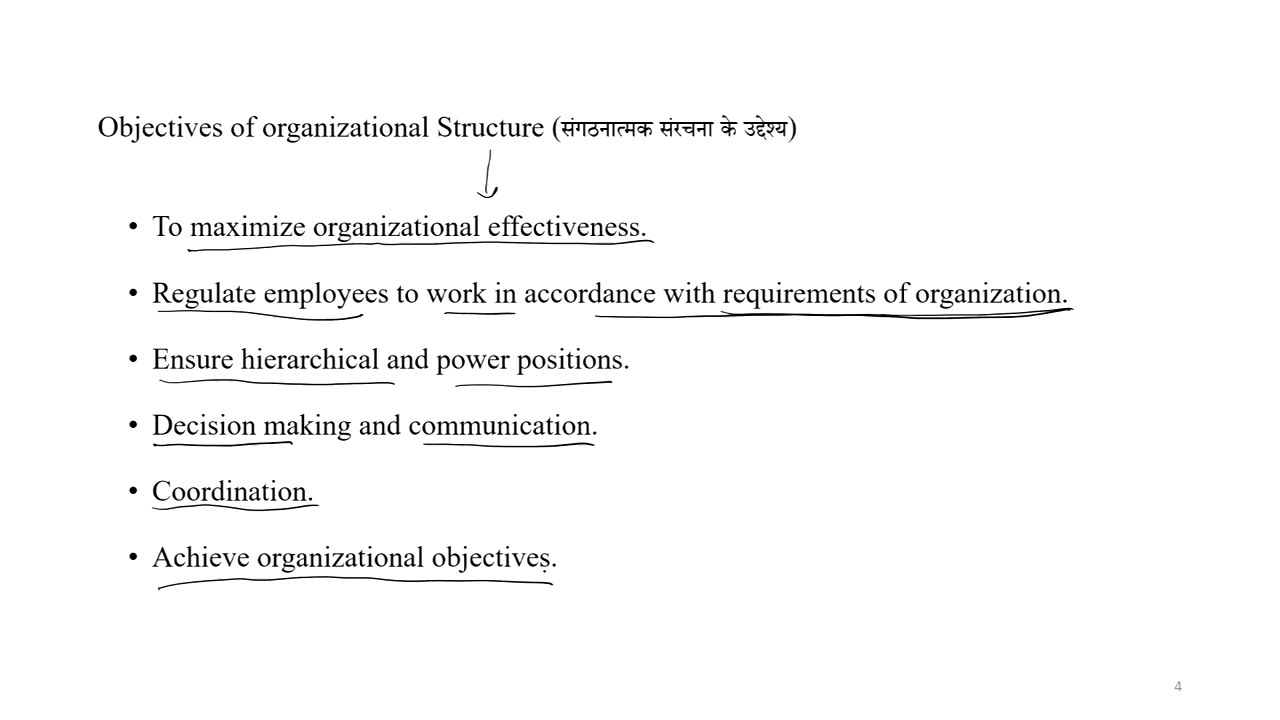 Objectives of organizational Structure (संगठनात्मक संरचना के उद्देश्य)
• To maximize organizational effectiveness.
• Regulate employees to work in accordance with requirements of organization.
• Ensure hierarchical and power positions.
• Decision making and communication.
• Coordination.
• Achieve organizational objectives.
4